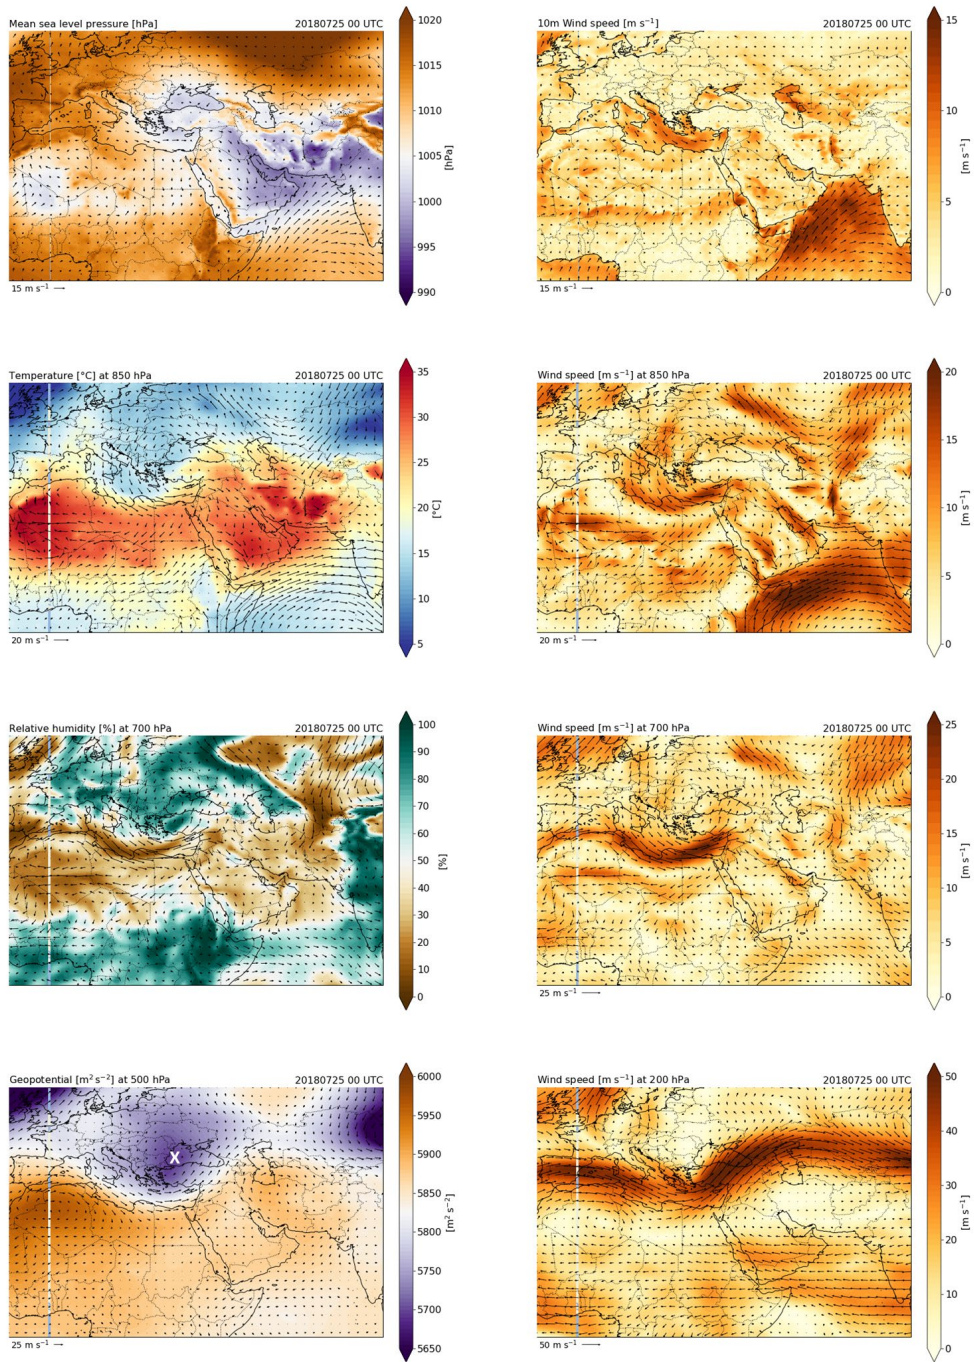 Mean sea level pressure [hPa] 20180725 00 UTC
1020
1015
1010
1005
1000
995
990
[hPa]
15 m s⁻¹
10m Wind speed [m s⁻¹] 20180725 00 UTC
15
10
5
0
[m s⁻¹]
15 m s⁻¹
Temperature [°C] at 850 hPa 20180725 00 UTC
35
30
25
20
15
10
5
[°C]
20 m s⁻¹
Wind speed [m s⁻¹] at 850 hPa 20180725 00 UTC
20
15
10
5
0
[m s⁻¹]
20 m s⁻¹
Relative humidity [%] at 700 hPa 20180725 00 UTC
100
90
80
70
60
50
40
30
20
10
0
[%]
25 m s⁻¹
Wind speed [m s⁻¹] at 700 hPa 20180725 00 UTC
25
20
15
10
5
0
[m s⁻¹]
25 m s⁻¹
Geopotential [m² s⁻²] at 500 hPa 20180725 00 UTC
X
6000
5950
5900
5850
5800
5750
5700
5650
[m² s⁻²]
25 m s⁻¹
Wind speed [m s⁻¹] at 200 hPa 20180725 00 UTC
50
40
30
20
10
0
[m s⁻¹]
50 m s⁻¹